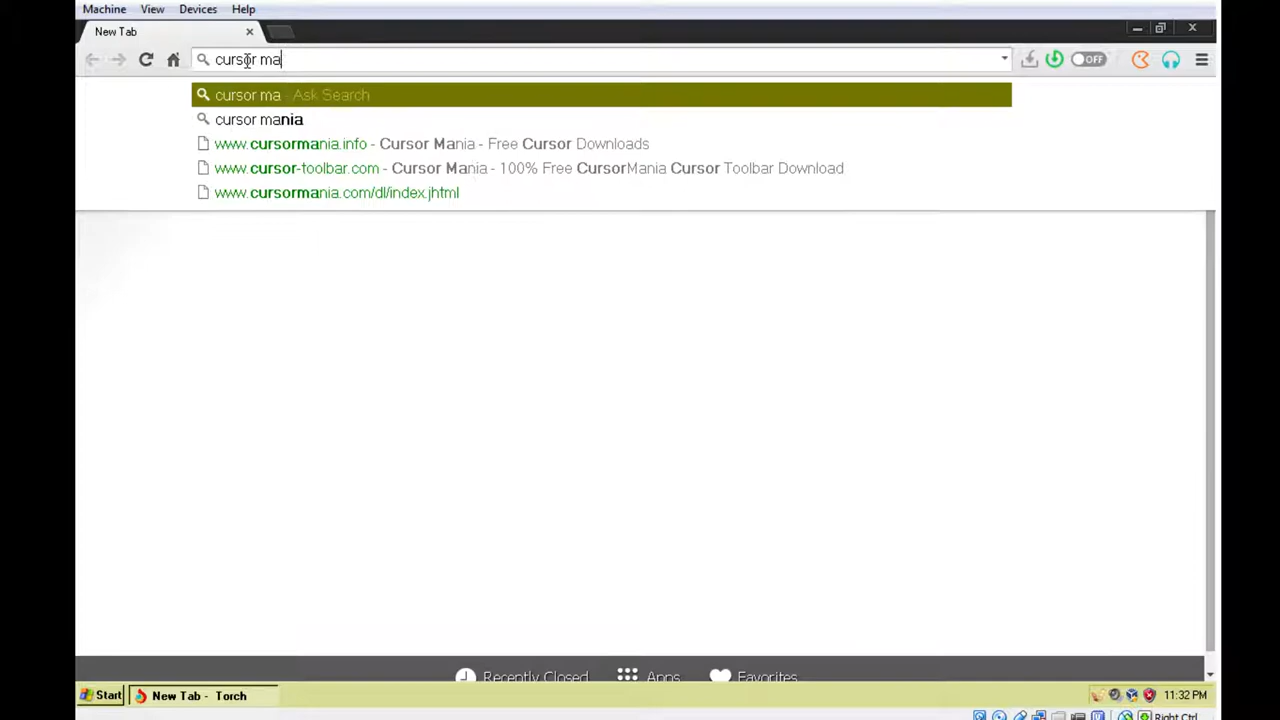 Machine View Devices Help
New Tab
cursor ma
OFF
cursor ma - Ask Search
cursor mania
www.cursormania.info - Cursor Mania - Free Cursor Downloads
www.cursor-toolbar.com - Cursor Mania - 100% Free CursorMania Cursor Toolbar Download
www.cursormania.com/dl/index.jhtml
Recently Closed Apps Favorites
Start New Tab - Torch 11:32 PM
Right Ctrl